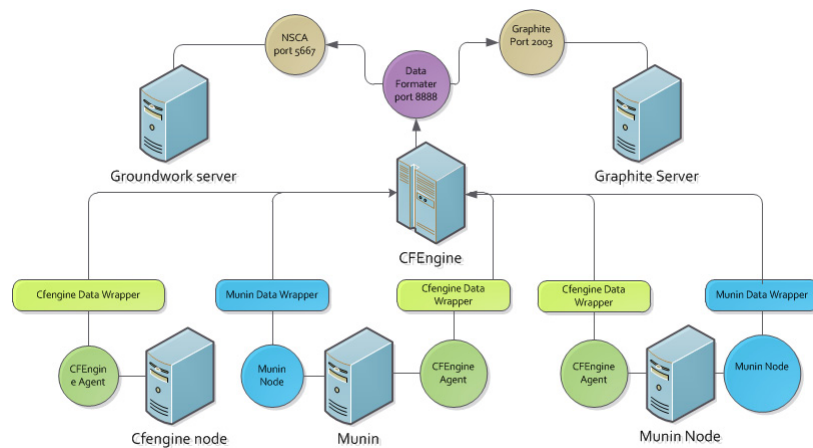 NSCA
port 5667
Graphite
Port 2003
Data
Formater
port 8888
Groundwork server
Graphite Server
CFEngine
Cfengine Data Wrapper
Munin Data Wrapper
Cfengine Data
Wrapper
Cfengine Data
Wrapper
Munin Data Wrapper
CFEngin
e Agent
Munin
Node
CFEngine
Agent
CFEngine
Agent
Munin Node
Cfengine node
Munin
Munin Node